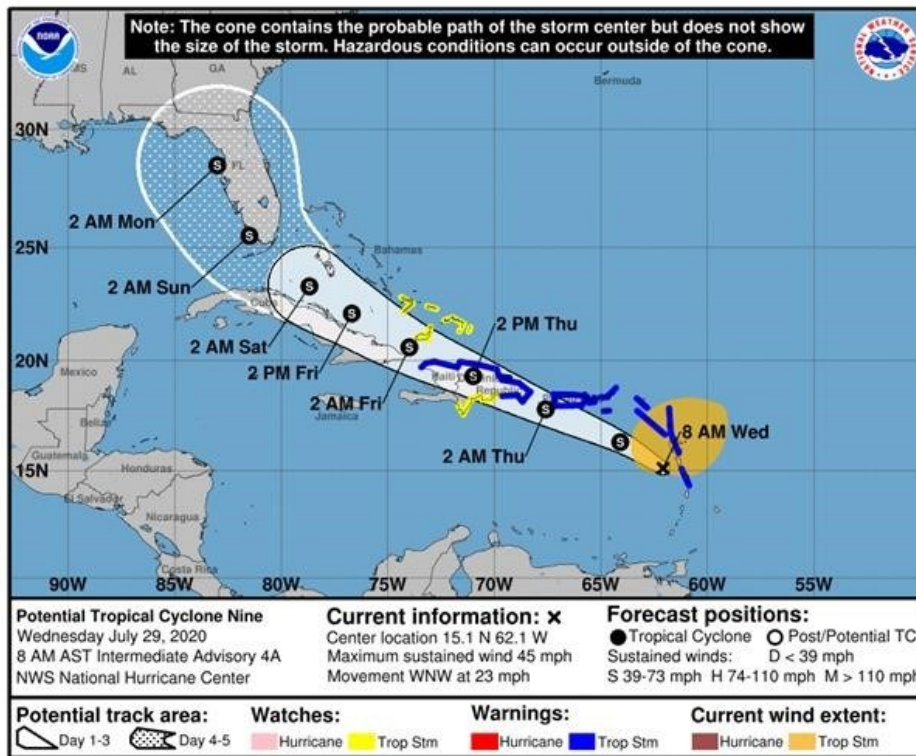 Note: The cone contains the probable path of the storm center but does not show
the size of the storm. Hazardous conditions can occur outside of the cone.
NOAA
NATIONAL WEATHER SERVICE
MS
AL
GA
Bermuda
30N
FL
2 AM Mon
25N
Bahamas
2 AM Sun
Cuba
2 PM Thu
2 AM Sat
20N
Mexico
2 PM Fri
Haiti
Republic
2 AM Fri
Jamaica
8 AM Wed
Belize
2 AM Thu
Guatemala
Honduras
15N
El Salvador
Nicaragua
Costa Rica
90W 85W 80W 75W 70W 65W 60W 55W
S
S
S
S
S
S
S
S
Potential Tropical Cyclone Nine
Wednesday July 29, 2020
8 AM AST Intermediate Advisory 4A
NWS National Hurricane Center
Current information: x
Center location 15.1 N 62.1 W
Maximum sustained wind 45 mph
Movement WNW at 23 mph
Forecast positions:
Tropical Cyclone Post/Potential TC
Sustained winds: D < 39 mph
S 39-73 mph H 74-110 mph M > 110 mph
Potential track area:
Day 1-3 Day 4-5
Watches:
Hurricane Trop Stm
Warnings:
Hurricane Trop Stm
Current wind extent:
Hurricane Trop Stm